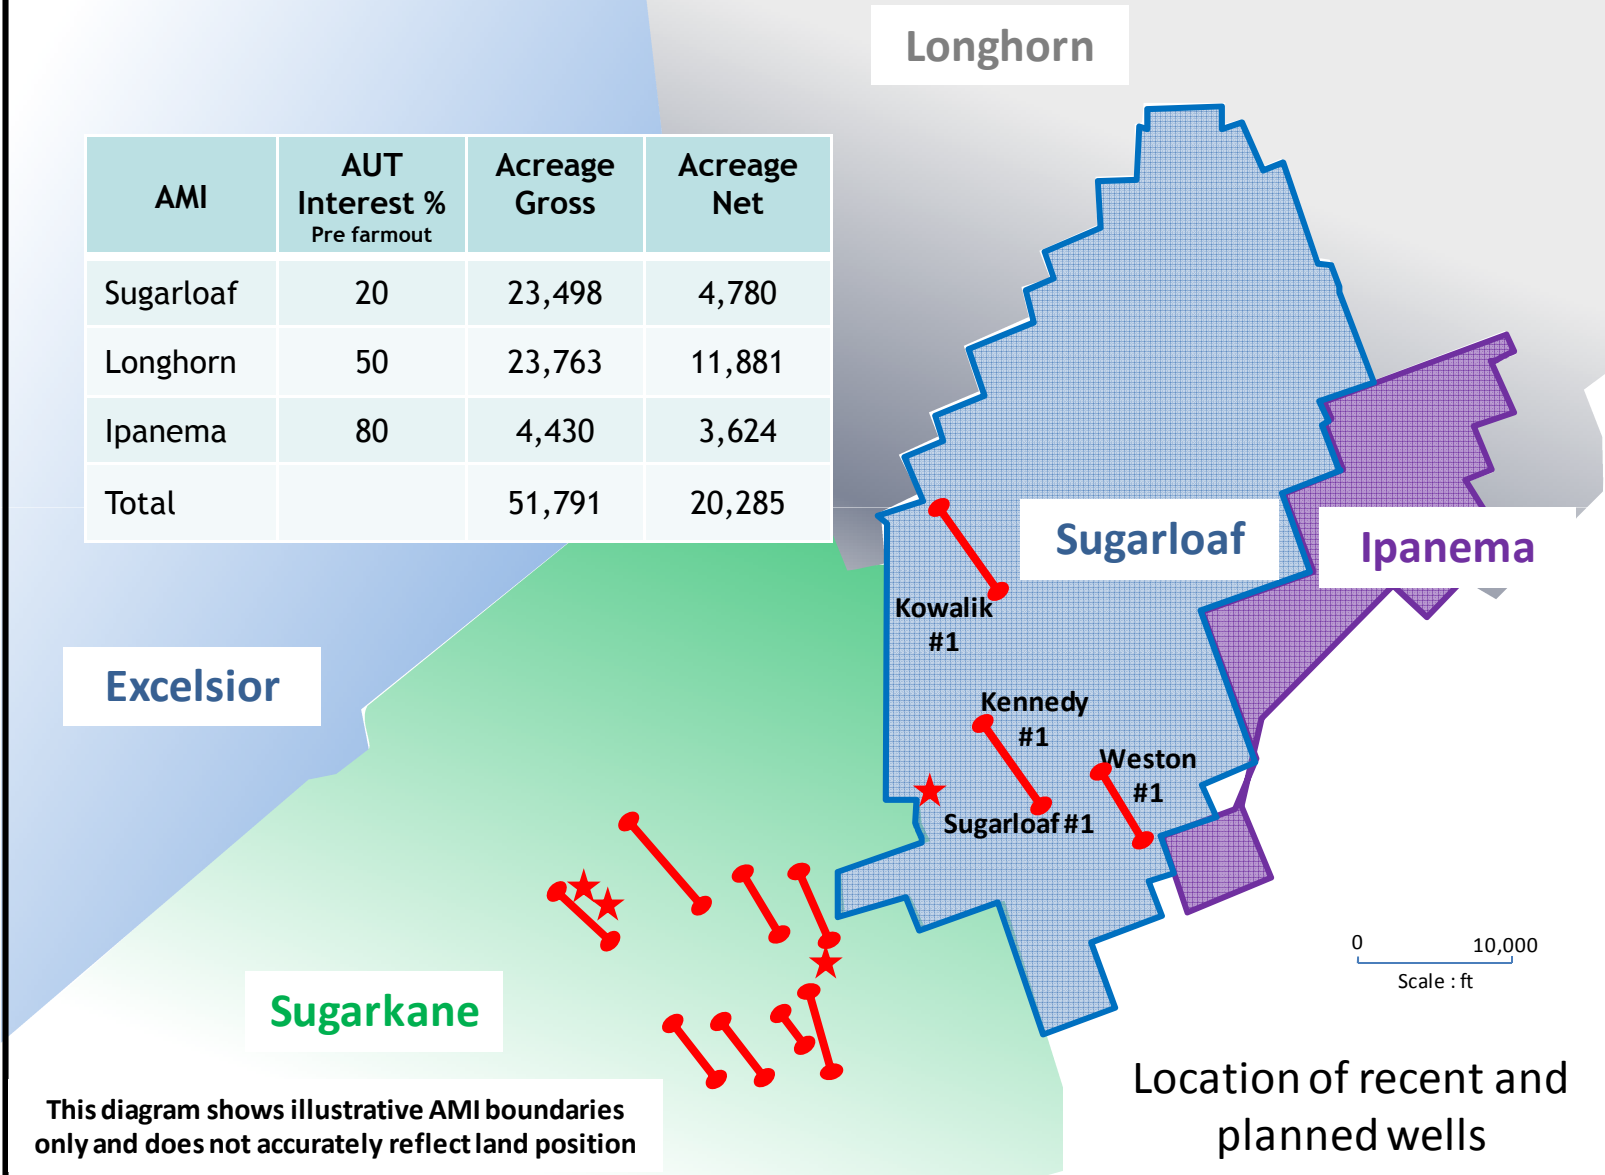 Longhorn
AMI
AUT
Interest %
Pre farmout
Acreage
Gross
Acreage
Net
Sugarloaf 20 23,498 4,780
Longhorn 50 23,763 11,881
Ipanema 80 4,430 3,624
Total 51,791 20,285
Sugarloaf
Ipanema
Kowalik
#1
Excelsior
Kennedy
#1
Weston
#1
Sugarloaf #1
0 10,000
Scale : ft
Sugarkane
Location of recent and
planned wells
This diagram shows illustrative AMI boundaries
only and does not accurately reflect land position